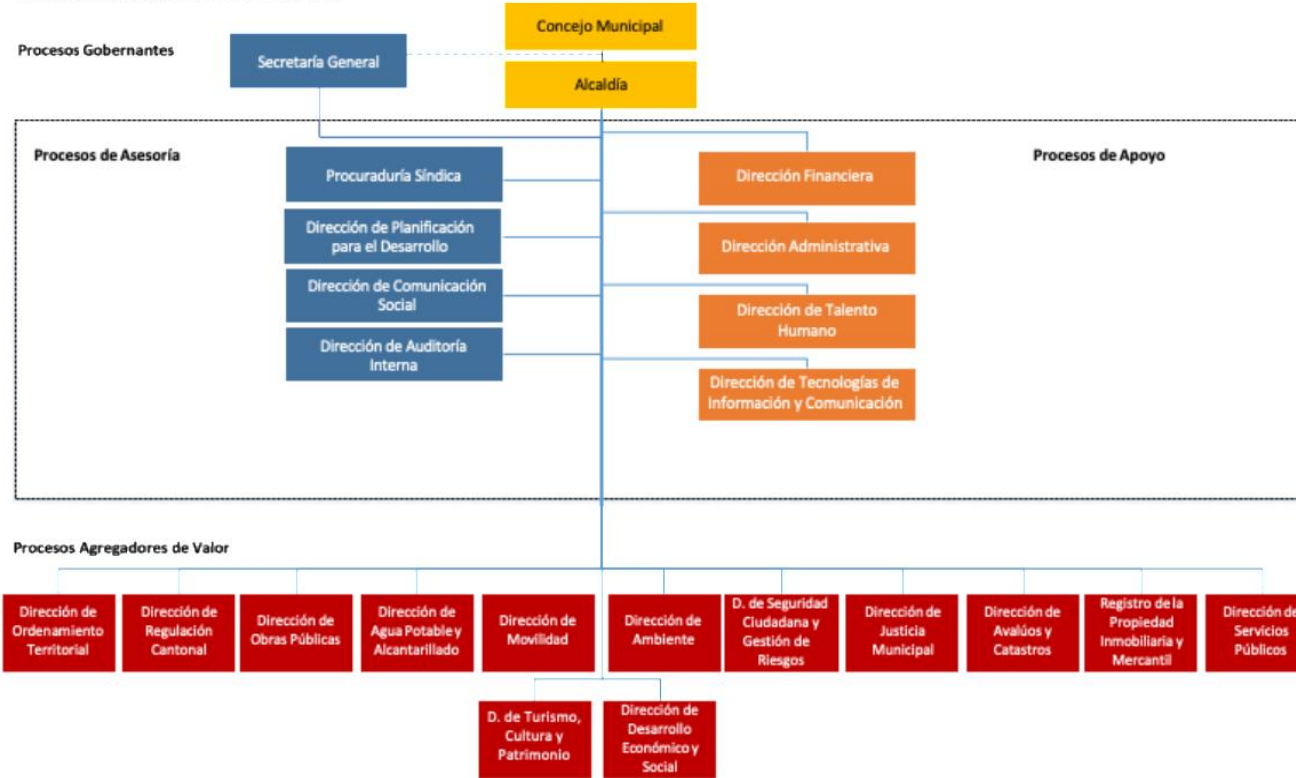 Concejo Municipal
Procesos Gobernantes
Secretaría General
Alcaldía
Procesos de Asesoría
Procesos de Apoyo
Procuraduría Síndica
Dirección Financiera
Dirección de Planificación
para el Desarrollo
Dirección Administrativa
Dirección de Comunicación
Social
Dirección de Talento
Humano
Dirección de Auditoría
Interna
Dirección de Tecnologías de
Información y Comunicación
Procesos Agregadores de Valor
Dirección de
Ordenamiento
Territorial
Dirección de
Regulación
Cantonal
Dirección de
Obras Públicas
Dirección de
Agua Potable y
Alcantarillado
Dirección de
Movilidad
Dirección de
Ambiente
D. de Seguridad
Ciudadana y
Gestión de
Riesgos
Dirección de
Justicia
Municipal
Dirección de
Avalúos y
Catastros
Registro de la
Propiedad
Inmobiliaria y
Mercantil
Dirección de
Servicios
Públicos
D. de Turismo,
Cultura y
Patrimonio
Dirección de
Desarrollo
Económico y
Social